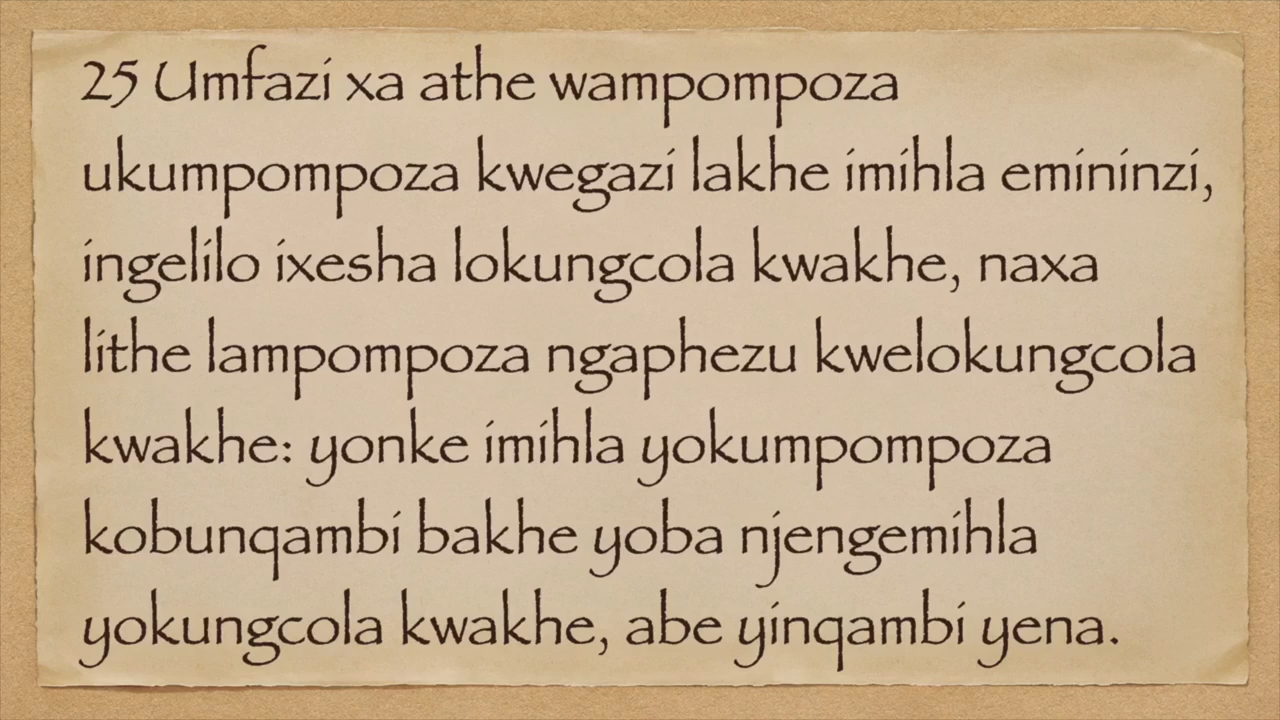 25 Umfazi xa athe wampompoza
ukumpompoza kwegazi lakhe imihla emininzi,
ingelilo ixesha lokungcola kwakhe, naxa
lithe lampompoza ngaphezu kwelokungcola
kwakhe: yonke imihla yokumpompoza
kobunqambi bakhe yoba njengemihla
yokungcola kwakhe, abe yinqambi yena.